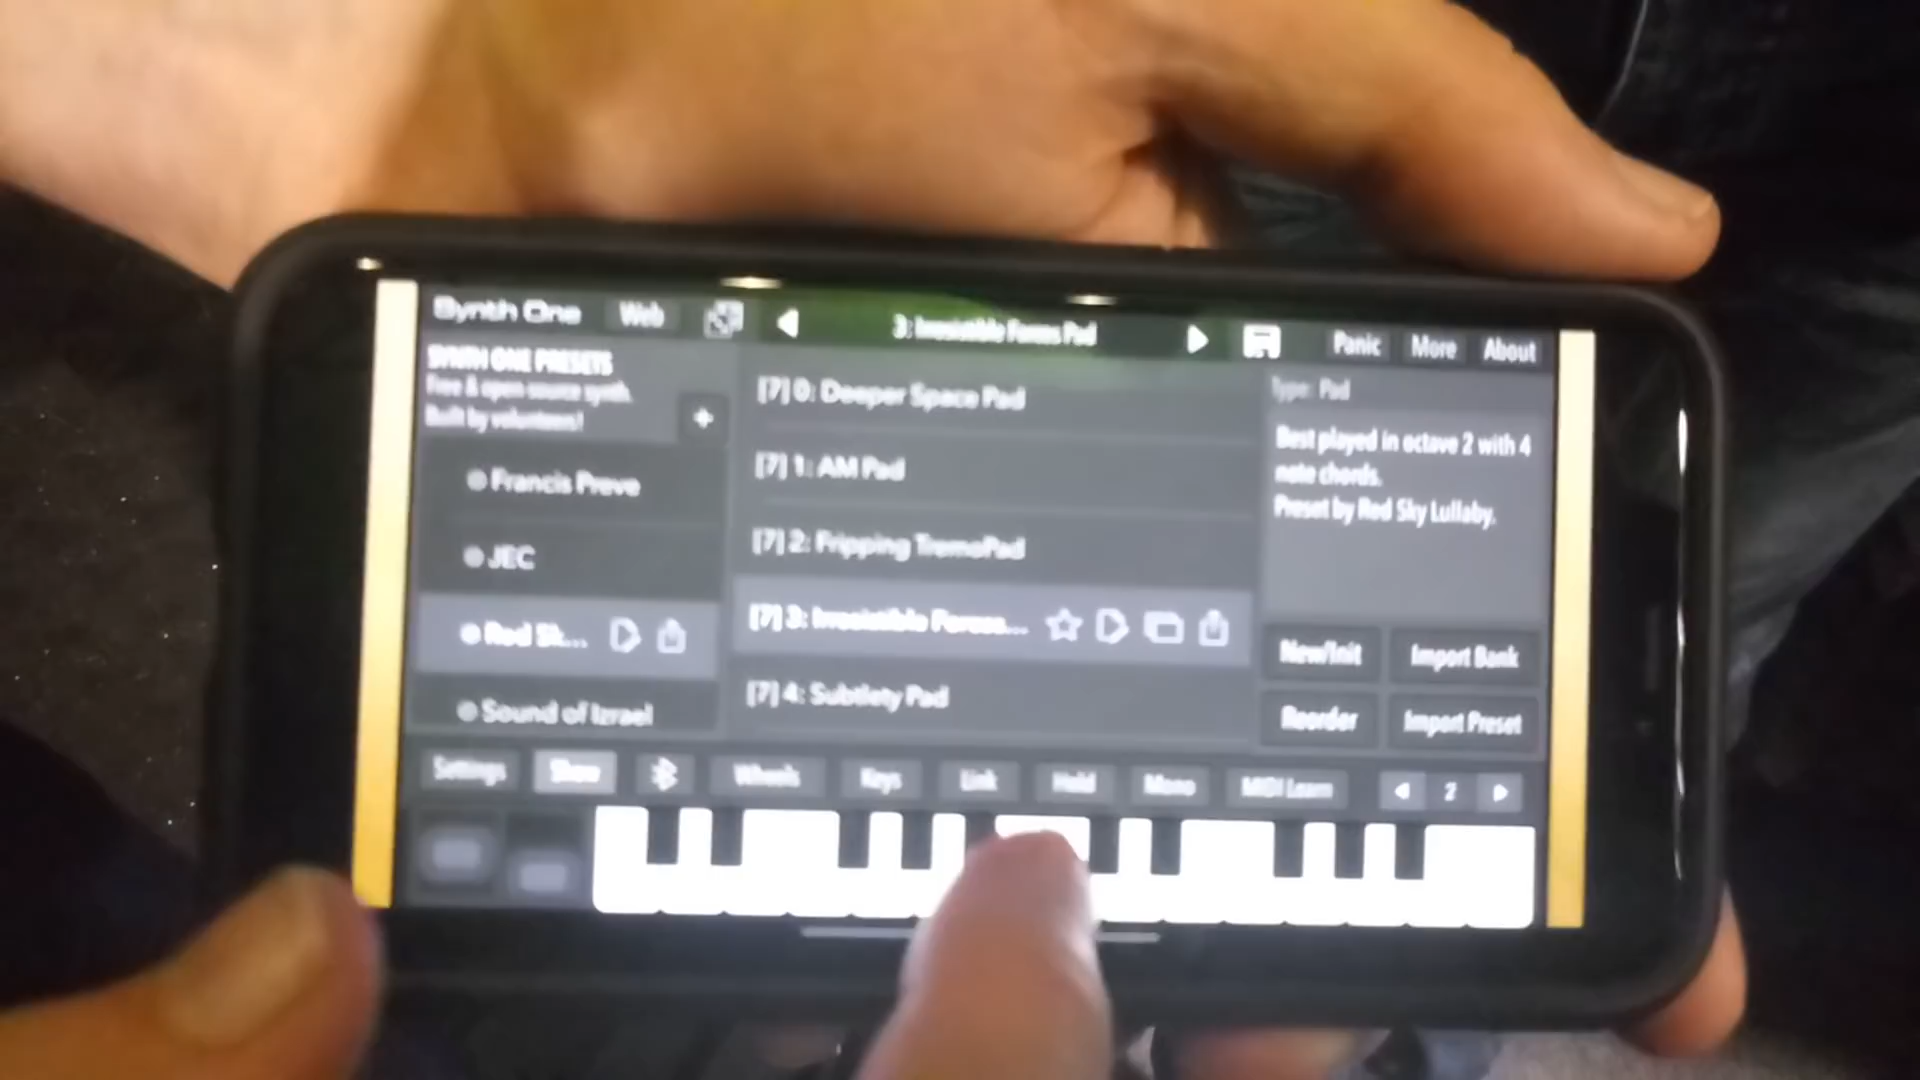 Synth One Web 3: Irresistible Forces Pad Panic More About
SYNTH ONE PRESETS
Free & open source synth.
Built by volunteers!
+
Francis Preve
JEC
Red Sk...
Sound of Izrael
[7] 0: Deeper Space Pad
[7] 1: AM Pad
[7] 2: Fripping TremoPad
[7] 3: Irresistible Forces...
[7] 4: Subtlety Pad
Type: Pad
Best played in octave 2 with 4
note chords.
Preset by Red Sky Lullaby.
New/Init Import Bank
Reorder Import Preset
Settings Show Wheels Keys Link Hold Mono MIDI Learn 2